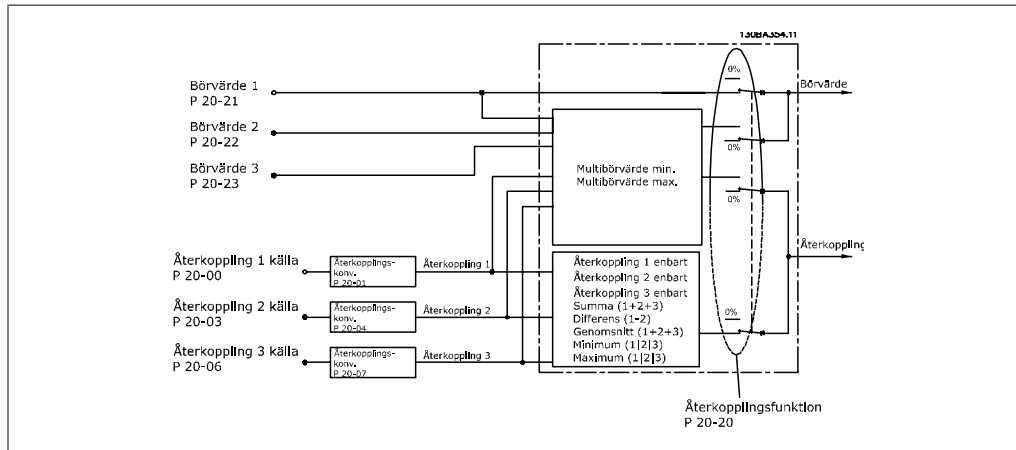 130BA354.11
Börvärde 1
P 20-21
Börvärde 2
P 20-22
Börvärde 3
P 20-23
0%
Börvärde
0%
0%
Multibörvärde min.
Multibörvärde max.
Återkoppling
Återkoppling 1 källa
P 20-00
Återkopplings-
konv.
P 20-01
Återkoppling 1
Återkoppling 2 källa
P 20-03
Återkopplings-
konv.
P 20-04
Återkoppling 2
Återkoppling 3 källa
P 20-06
Återkopplings-
konv.
P 20-07
Återkoppling 3
Återkoppling 1 enbart
Återkoppling 2 enbart
Återkoppling 3 enbart
Summa (1+2+3)
Differens (1-2)
Genomsnitt (1+2+3)
Minimum (1|2|3)
Maximum (1|2|3)
0%
Återkopplingsfunktion
P 20-20